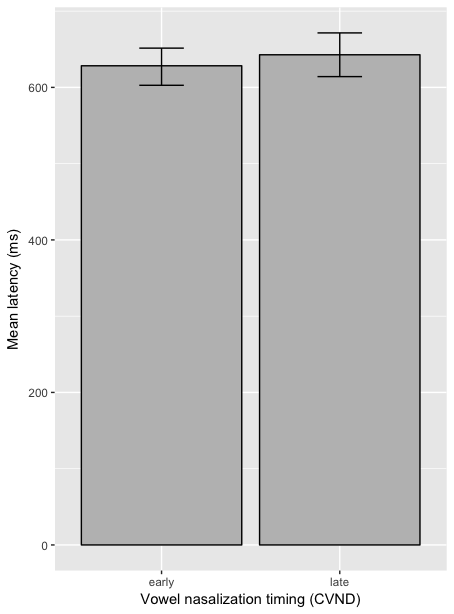 Mean latency (ms)
600
400
200
0
early
late
Vowel nasalization timing (CVND)